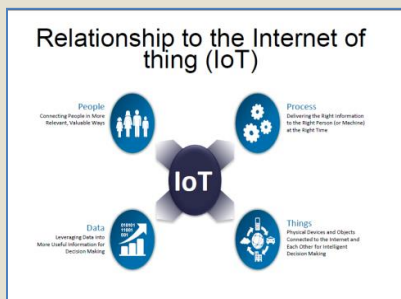 Relationship to the Internet of
thing (IoT)
People
Connecting People in More
Relevant, Valuable Ways
Process
Delivering the Right Information
to the Right Person (or Machine)
at the Right Time
IoT
Data
Leveraging Data into
More Useful Information for
Decision Making
010101
11001
001
Things
Physical Devices and Objects
Connected to the Internet and
Each Other for Intelligent
Decision Making